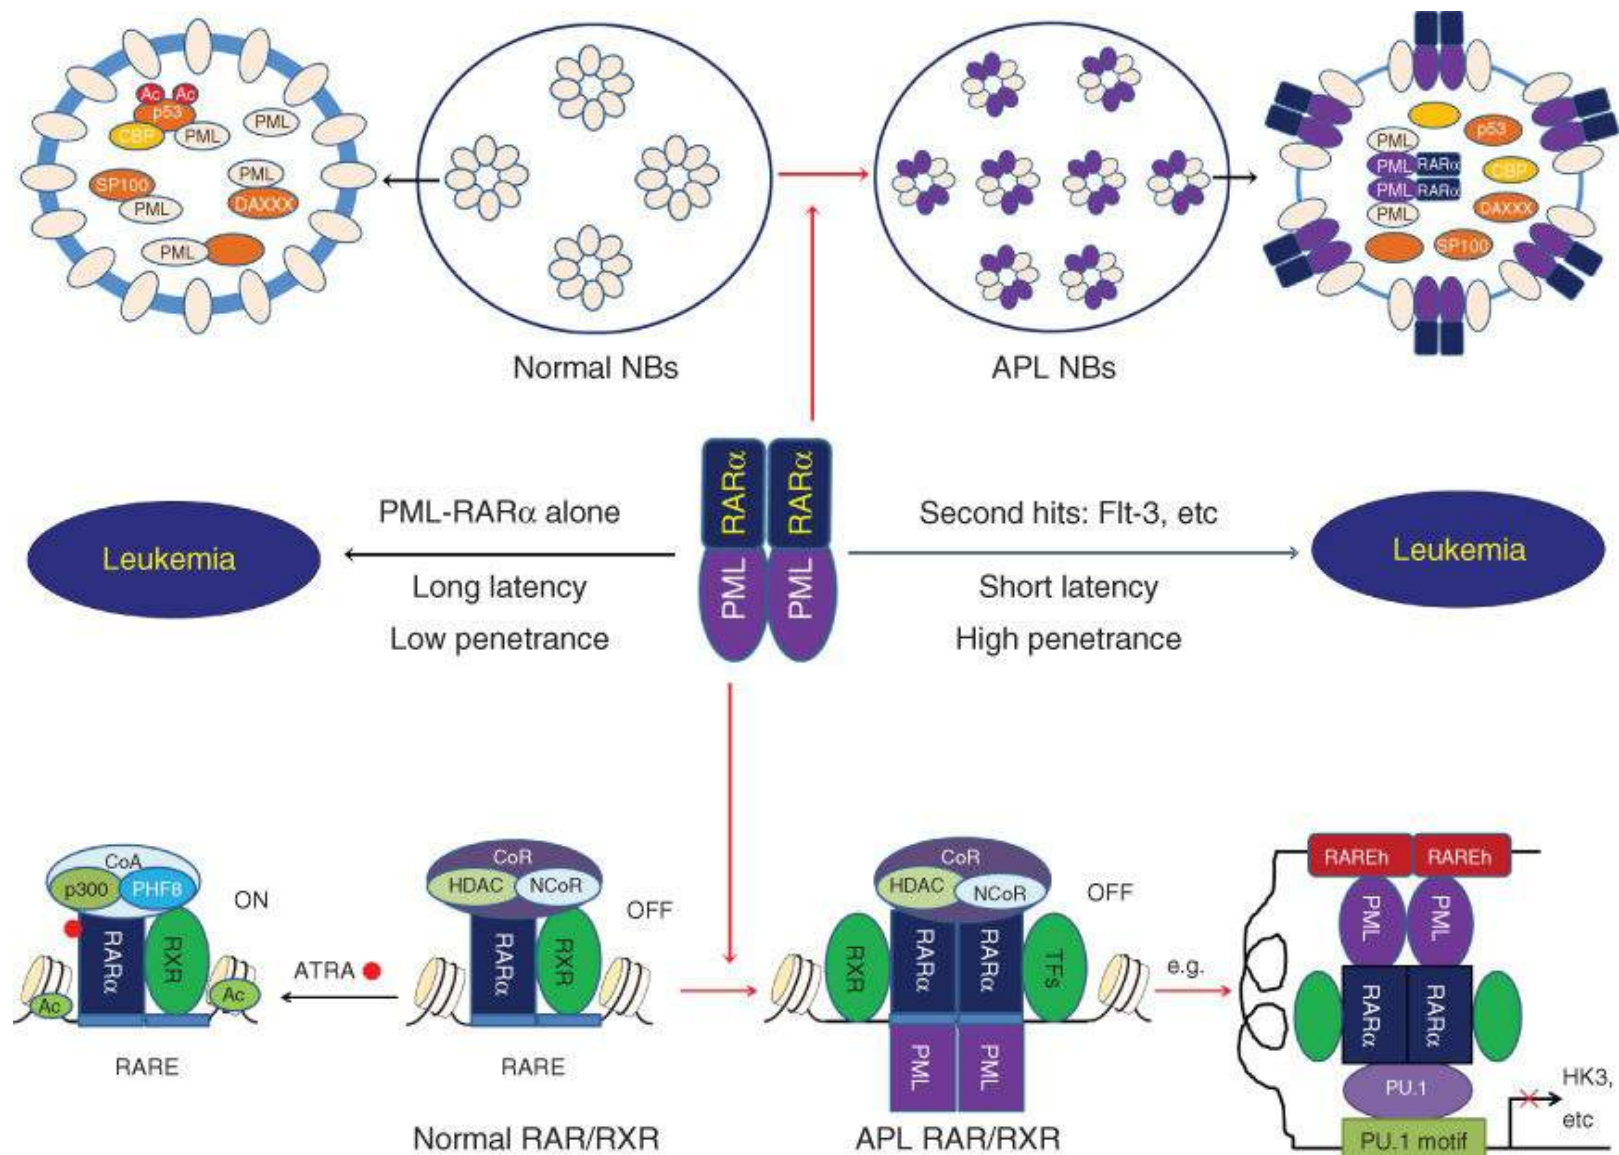 Ac Ac
p53
CBP PML
PML
SP100
PML
PML
DAXXX
PML
Normal NBs
APL NBs
PML
p53
PML RARα
CBP
PML RARα
PML
DAXXX
SP100
Leukemia
PML-RARα alone
Long latency
Low penetrance
RARα RARα
PML PML
Second hits: Flt-3, etc
Short latency
High penetrance
Leukemia
CoA
p300 PHF8
ON
RARα RXR
Ac Ac
RARE
ATRA
CoR
HDAC NCoR
OFF
RARα RXR
RARE
Normal RAR/RXR
CoR
HDAC NCoR
OFF
RXR RARα RARα TFs
PML PML
APL RAR/RXR
e.g.
RAREh RAREh
PML PML
RARα RARα
PU.1
PU.1 motif
HK3,
etc